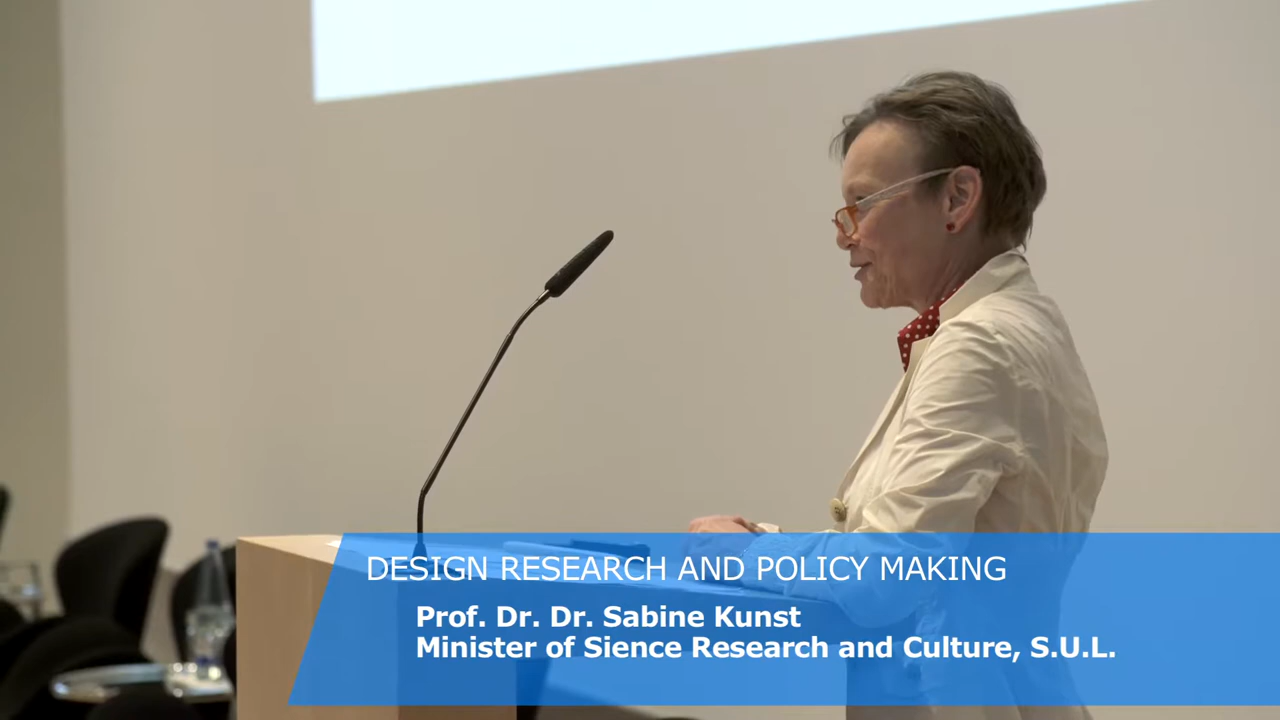 DESIGN RESEARCH AND POLICY MAKING
Prof. Dr. Dr. Sabine Kunst
Minister of Sience Research and Culture, S.U.L.